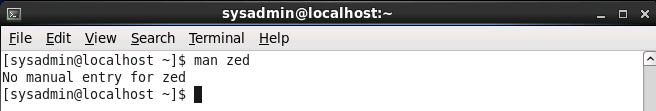 sysadmin@localhost:~
File Edit View Search Terminal Help
[sysadmin@localhost ~]$ man zed
No manual entry for zed
[sysadmin@localhost ~]$